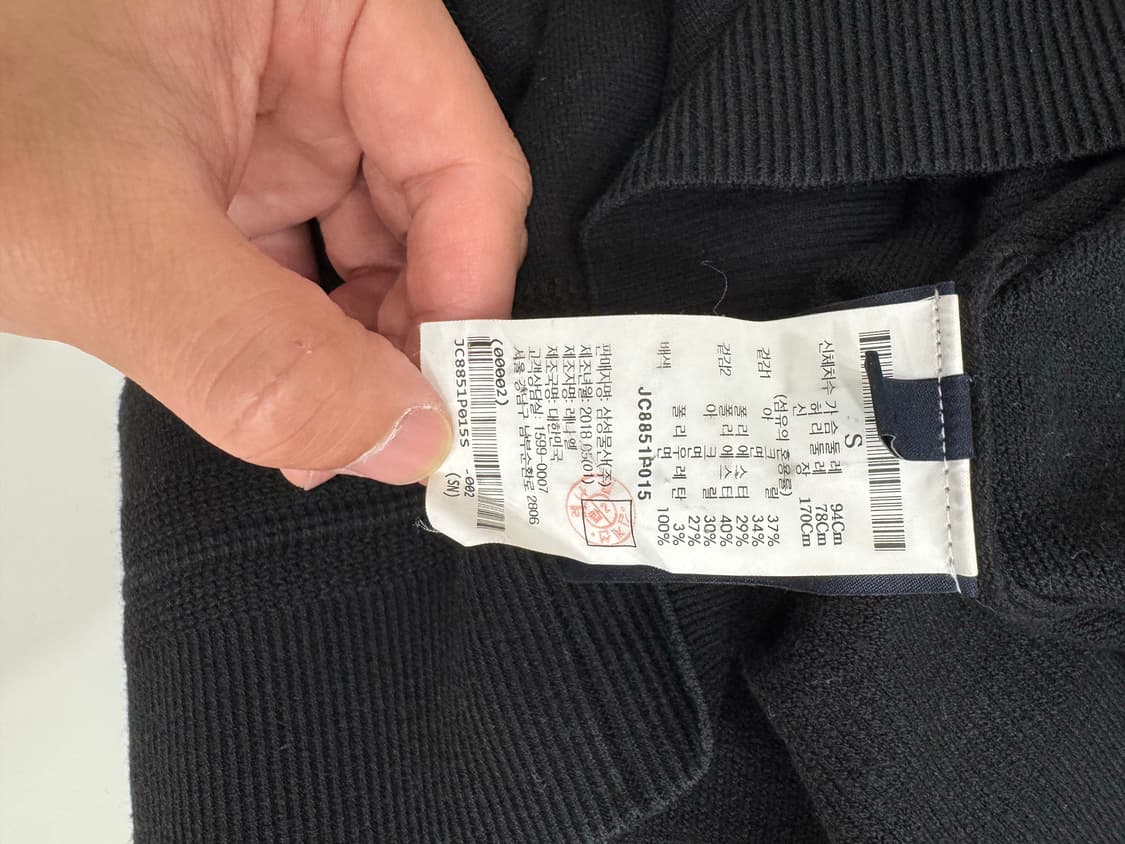 S
신체치수 가슴둘레 94Cm
허리둘레 78Cm
신 장 170Cm
(섬유의 혼용률)
겉감1 아 크 릴 37%
면 34%
폴리에스터 29%
겉감2 폴리에스터 40%
아 크 릴 30%
면 27%
폴리우레탄 3%
배색 면 100%
JC8851P015
판매자명: 삼성물산(주)
제조년월: 2018.05(01)
제조자명: 레나엘
제조국명: 대한민국
고객상담실 1599-0007
서울 강남구 남부순환로 2806
(00002)
-002
JC8851P015S (SN)